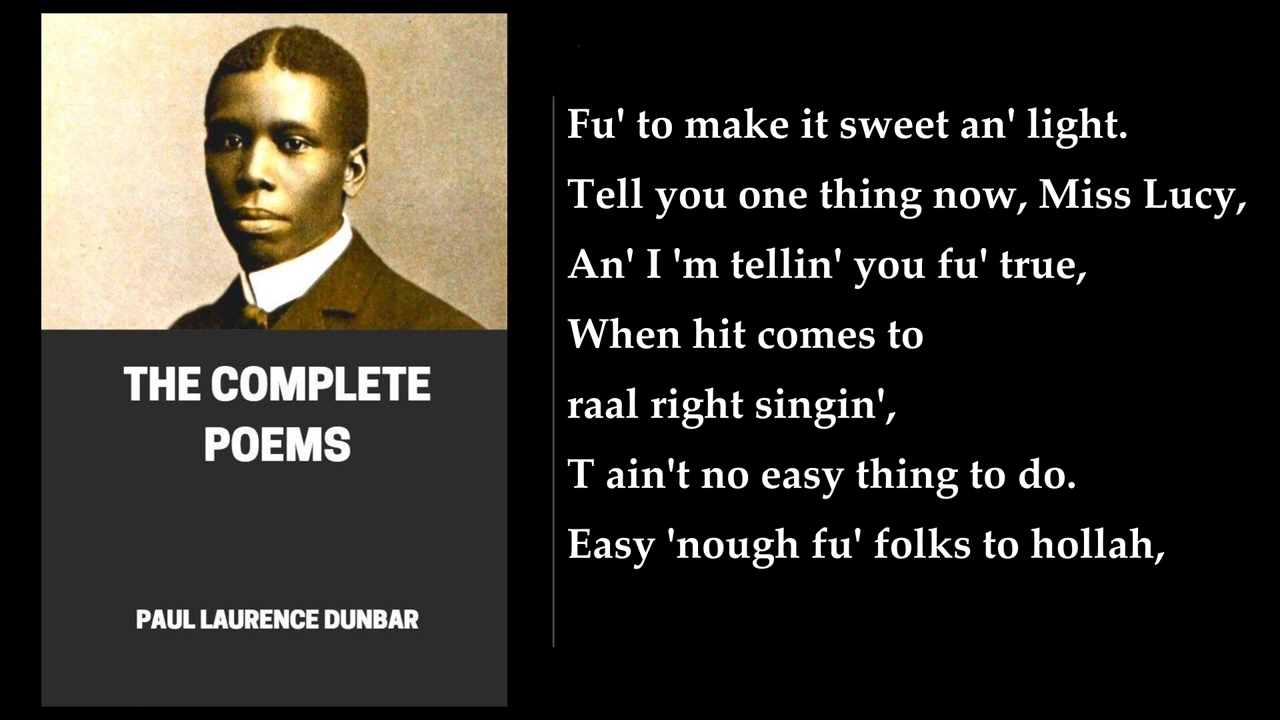 THE COMPLETE
POEMS
PAUL LAURENCE DUNBAR
Fu' to make it sweet an' light.
Tell you one thing now, Miss Lucy,
An' I 'm tellin' you fu' true,
When hit comes to
raal right singin',
T ain't no easy thing to do.
Easy 'nough fu' folks to hollah,